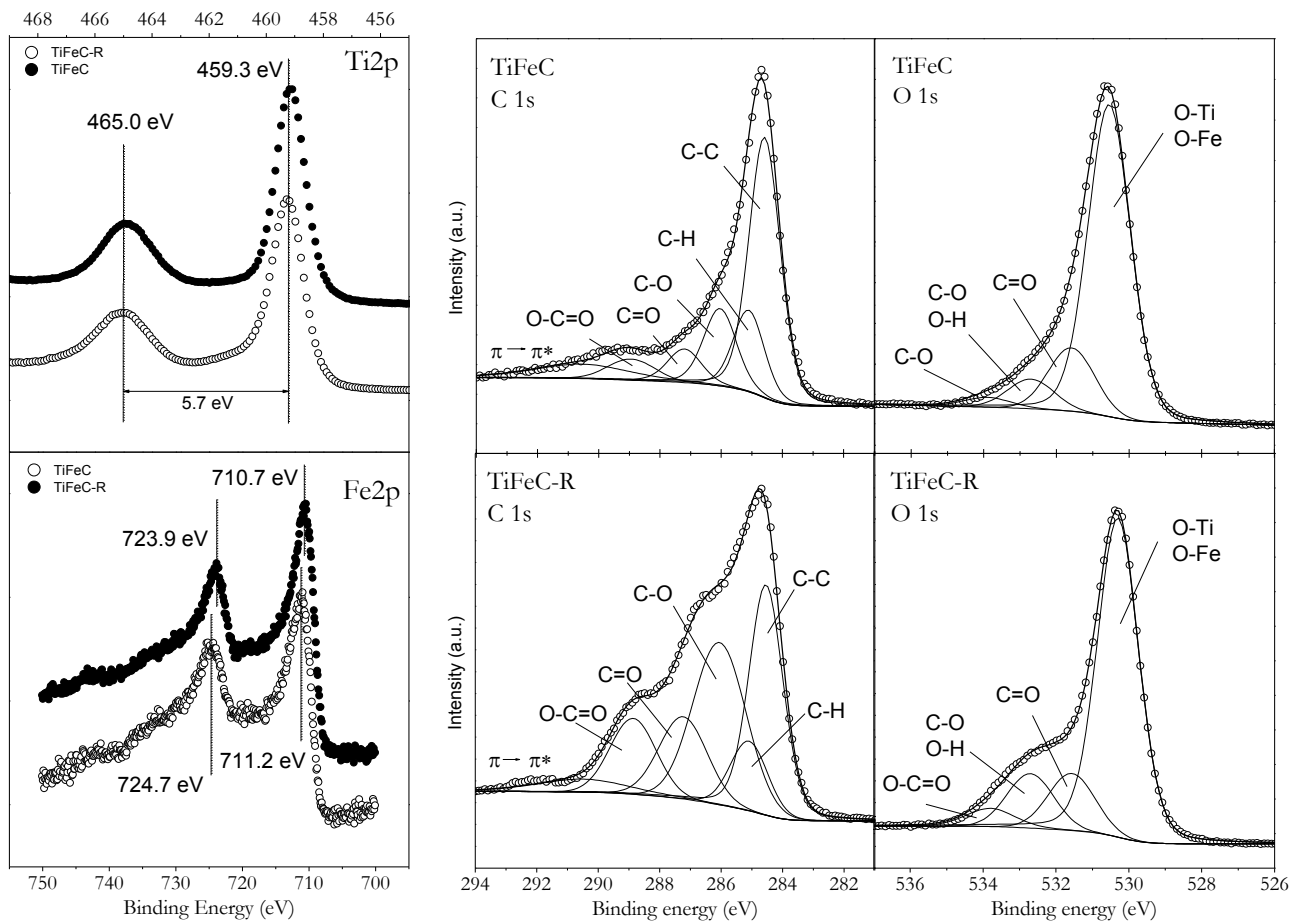 468 466 464 462 460 458 456
TiFeC-R
TiFeC
Ti2p
459.3 eV
465.0 eV
5.7 eV
TiFeC
TiFeC-R
Fe2p
710.7 eV
723.9 eV
711.2 eV
724.7 eV
750 740 730 720 710 700
Binding Energy (eV)
TiFeC
C 1s
C-C
C-H
C-O
C=O
O-C=O
π → π*
Intensity (a.u.)
TiFeC
O 1s
O-Ti
O-Fe
C=O
C-O
O-H
C-O
TiFeC-R
C 1s
C-C
C-O
C=O
O-C=O
C-H
π → π*
Intensity (a.u.)
294 292 290 288 286 284 282
Binding energy (eV)
TiFeC-R
O 1s
O-Ti
O-Fe
C=O
C-O
O-H
O-C=O
536 534 532 530 528 526
Binding energy (eV)